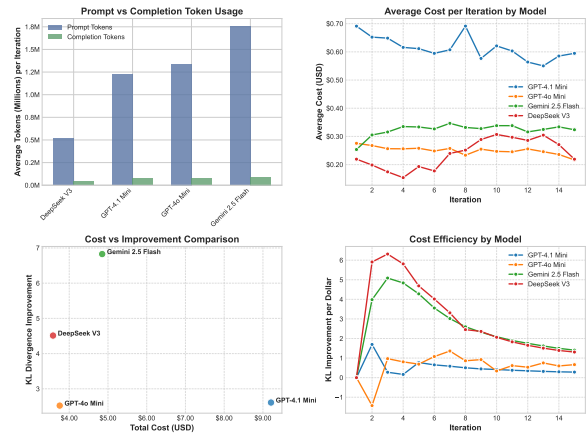 Prompt vs Completion Token Usage
Average Tokens (Millions) per Iteration
1.8M
1.5M
1.2M
1.0M
0.8M
0.5M
0.2M
0.0M
Prompt Tokens
Completion Tokens
DeepSeek V3
GPT-4.1 Mini
GPT-4o Mini
Gemini 2.5 Flash
Average Cost per Iteration by Model
Average Cost (USD)
$0.70
$0.60
$0.50
$0.40
$0.30
$0.20
GPT-4.1 Mini
GPT-4o Mini
Gemini 2.5 Flash
DeepSeek V3
2 4 6 8 10 12 14
Iteration
Cost vs Improvement Comparison
KL Divergence Improvement
7
6
5
4
3
Gemini 2.5 Flash
DeepSeek V3
GPT-4o Mini
GPT-4.1 Mini
$4.00 $5.00 $6.00 $7.00 $8.00 $9.00
Total Cost (USD)
Cost Efficiency by Model
KL Improvement per Dollar
6
5
4
3
2
1
0
−1
GPT-4.1 Mini
GPT-4o Mini
Gemini 2.5 Flash
DeepSeek V3
2 4 6 8 10 12 14
Iteration